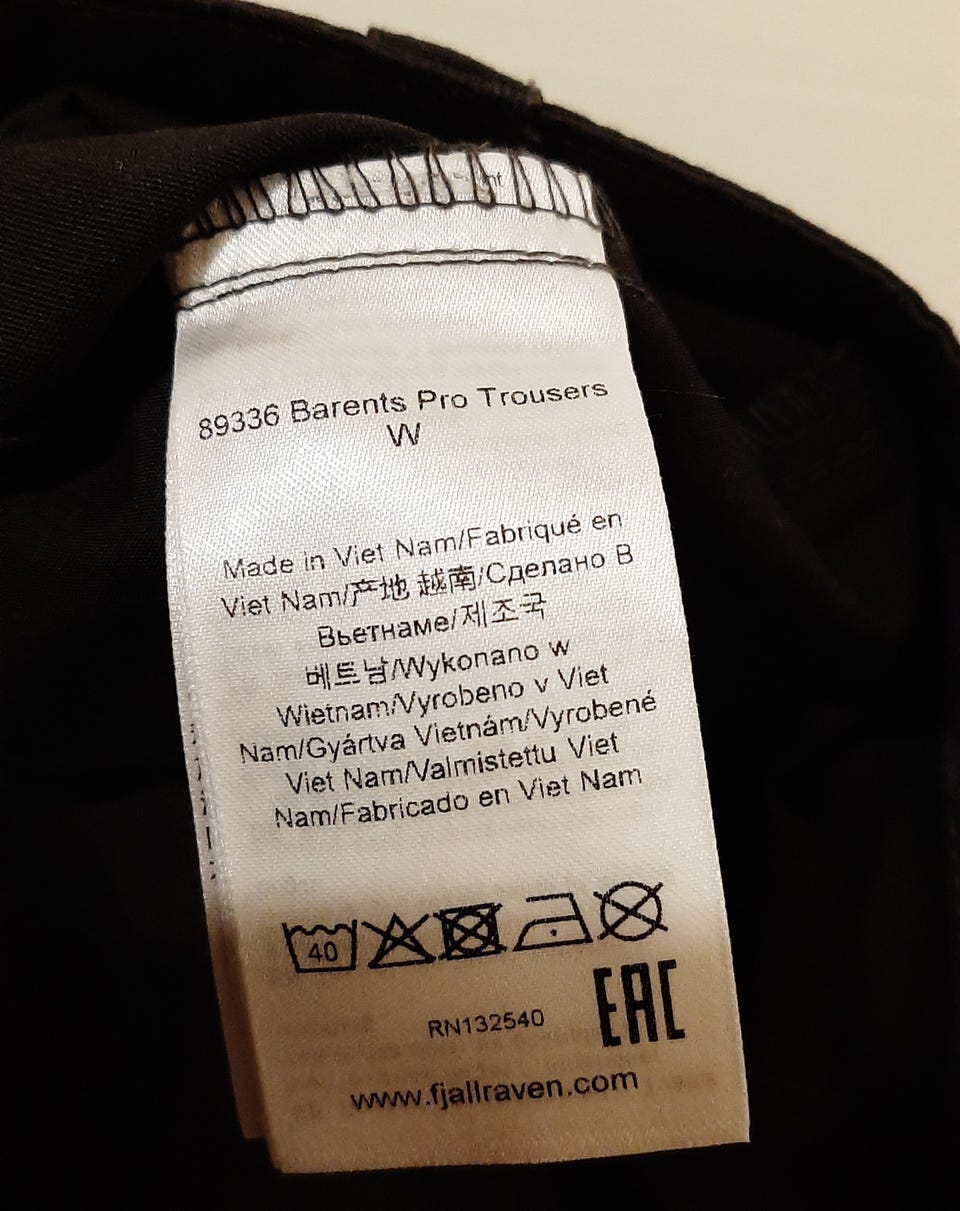 89336 Barents Pro Trousers
W
Made in Viet Nam/Fabriqué en
Viet Nam/产地 越南/Сделано В
Вьетнаме/제조국
베트남/Wykonano w
Wietnam/Vyrobeno v Viet
Nam/Gyártva Vietnám/Vyrobené
Viet Nam/Valmistettu Viet
Nam/Fabricado en Viet Nam
40
RN132540
EAC
www.fjallraven.com